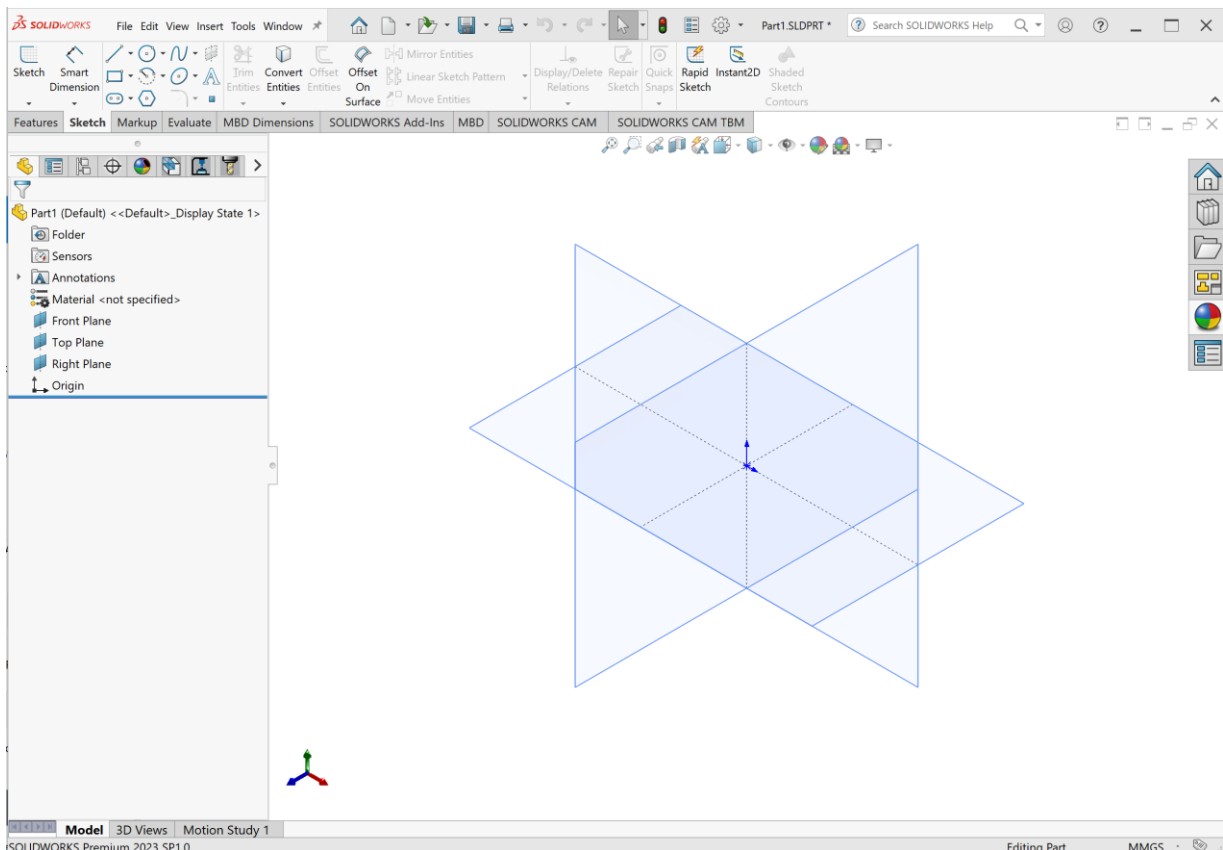 SOLIDWORKS File Edit View Insert Tools Window Part1.SLDPRT * Search SOLIDWORKS Help
Sketch Smart Dimension Trim Entities Convert Entities Offset Entities Offset On Surface Mirror Entities Linear Sketch Pattern Move Entities Display/Delete Relations Repair Sketch Quick Snaps Rapid Sketch Instant2D Shaded Sketch Contours
Features Sketch Markup Evaluate MBD Dimensions SOLIDWORKS Add-Ins MBD SOLIDWORKS CAM SOLIDWORKS CAM TBM
Part1 (Default) <<Default>_Display State 1>
Folder
Sensors
Annotations
Material <not specified>
Front Plane
Top Plane
Right Plane
Origin
Model 3D Views Motion Study 1
SOLIDWORKS Premium 2023 SP1.0 Editing Part MMGS